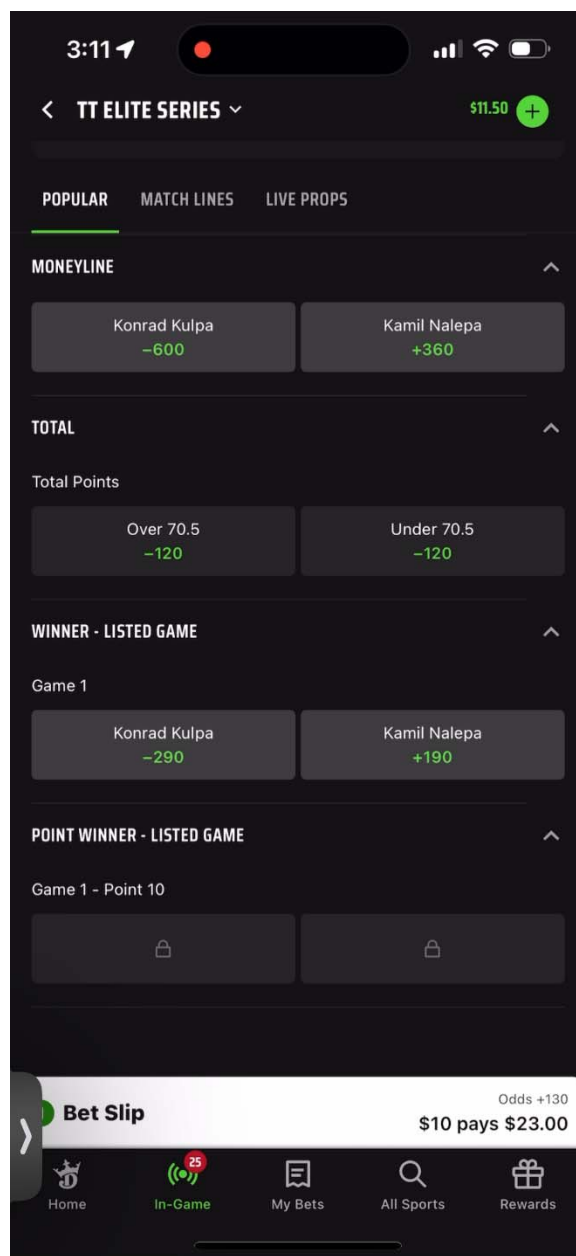 3:11
TT ELITE SERIES
$11.50
POPULAR MATCH LINES LIVE PROPS
MONEYLINE
Konrad Kulpa Kamil Nalepa
−600 +360
TOTAL
Total Points
Over 70.5 Under 70.5
−120 −120
WINNER - LISTED GAME
Game 1
Konrad Kulpa Kamil Nalepa
−290 +190
POINT WINNER - LISTED GAME
Game 1 - Point 10
Odds +130
Bet Slip $10 pays $23.00
25
Home In-Game My Bets All Sports Rewards